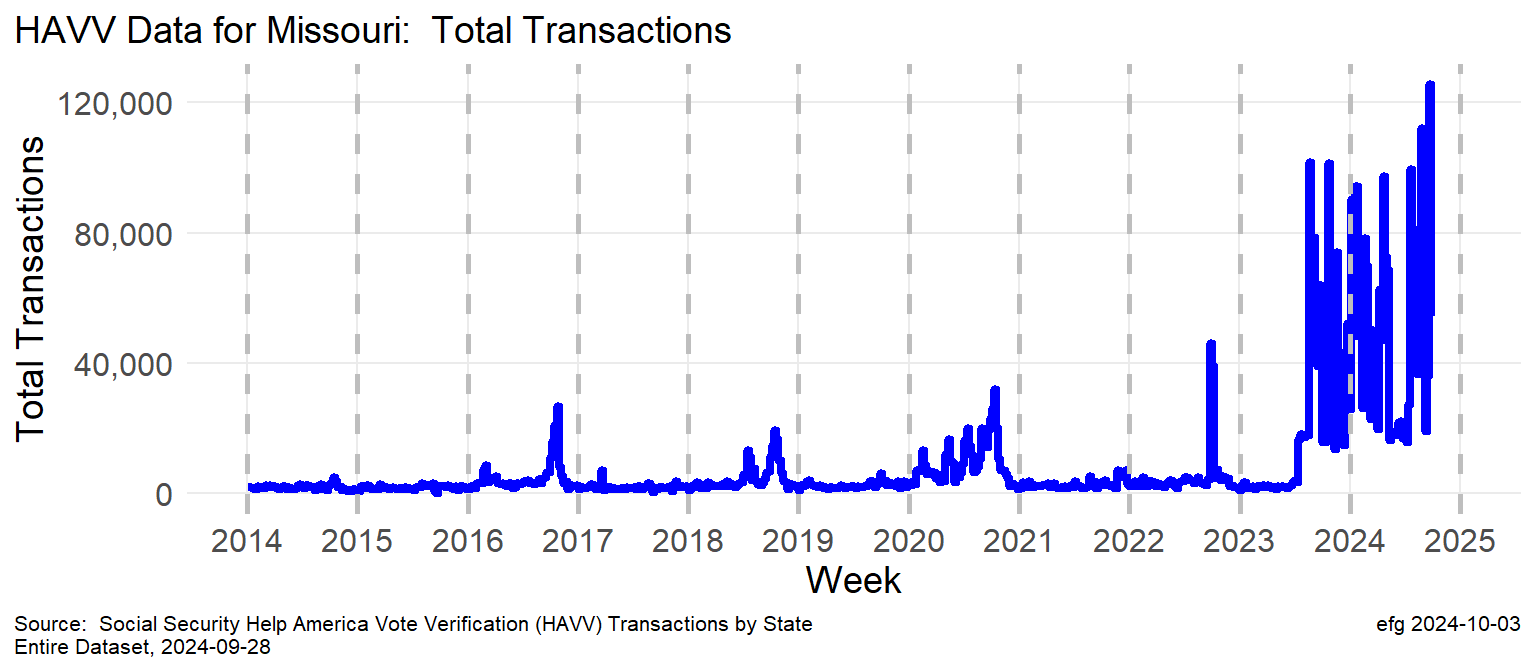 HAVV Data for Missouri:  Total Transactions
120,000
80,000
40,000
0
Total Transactions
2014 2015 2016 2017 2018 2019 2020 2021 2022 2023 2024 2025
Week
Source:  Social Security Help America Vote Verification (HAVV) Transactions by State
Entire Dataset, 2024-09-28
efg 2024-10-03